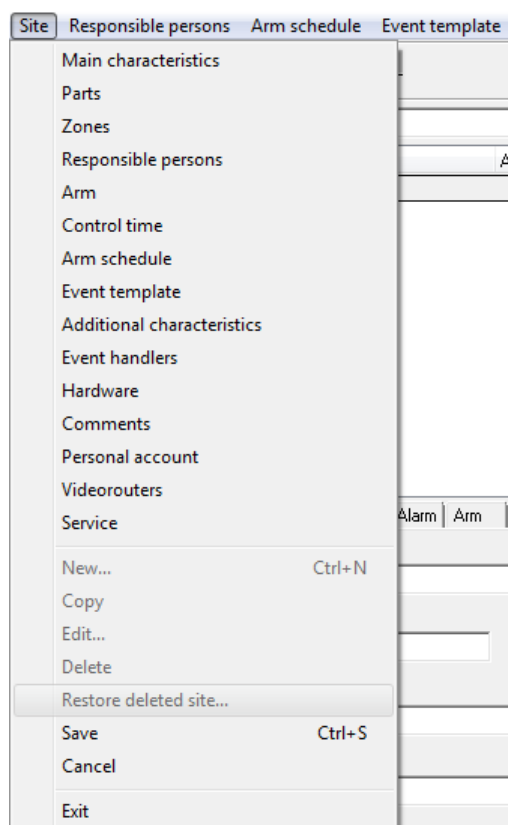 Site Responsible persons Arm schedule Event template
Main characteristics
Parts
Zones
Responsible persons
Arm
Control time
Arm schedule
Event template
Additional characteristics
Event handlers
Hardware
Comments
Personal account
Videorouters
Service
Alarm Arm
New... Ctrl+N
Copy
Edit...
Delete
Restore deleted site...
Save Ctrl+S
Cancel
Exit